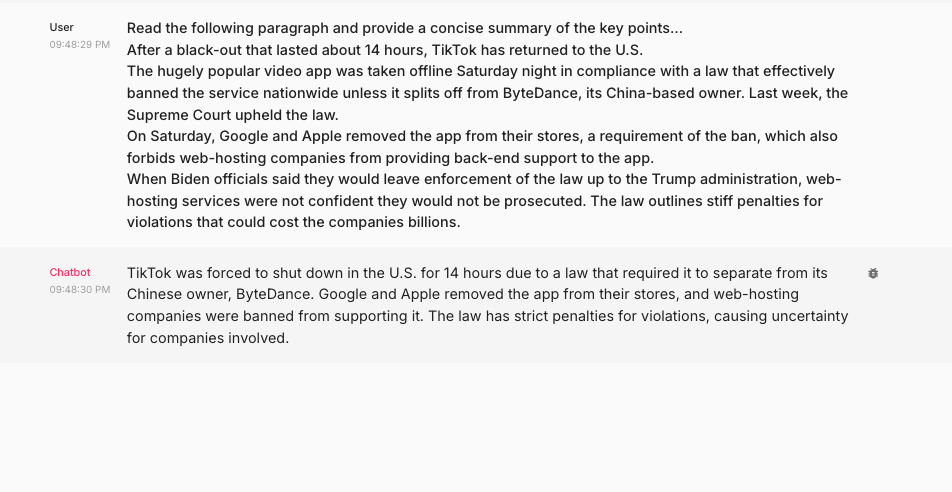 User
09:48:29 PM
Read the following paragraph and provide a concise summary of the key points...
After a black-out that lasted about 14 hours, TikTok has returned to the U.S.
The hugely popular video app was taken offline Saturday night in compliance with a law that effectively
banned the service nationwide unless it splits off from ByteDance, its China-based owner. Last week, the
Supreme Court upheld the law.
On Saturday, Google and Apple removed the app from their stores, a requirement of the ban, which also
forbids web-hosting companies from providing back-end support to the app.
When Biden officials said they would leave enforcement of the law up to the Trump administration, web-
hosting services were not confident they would not be prosecuted. The law outlines stiff penalties for
violations that could cost the companies billions.
Chatbot
09:48:30 PM
TikTok was forced to shut down in the U.S. for 14 hours due to a law that required it to separate from its
Chinese owner, ByteDance. Google and Apple removed the app from their stores, and web-hosting
companies were banned from supporting it. The law has strict penalties for violations, causing uncertainty
for companies involved.